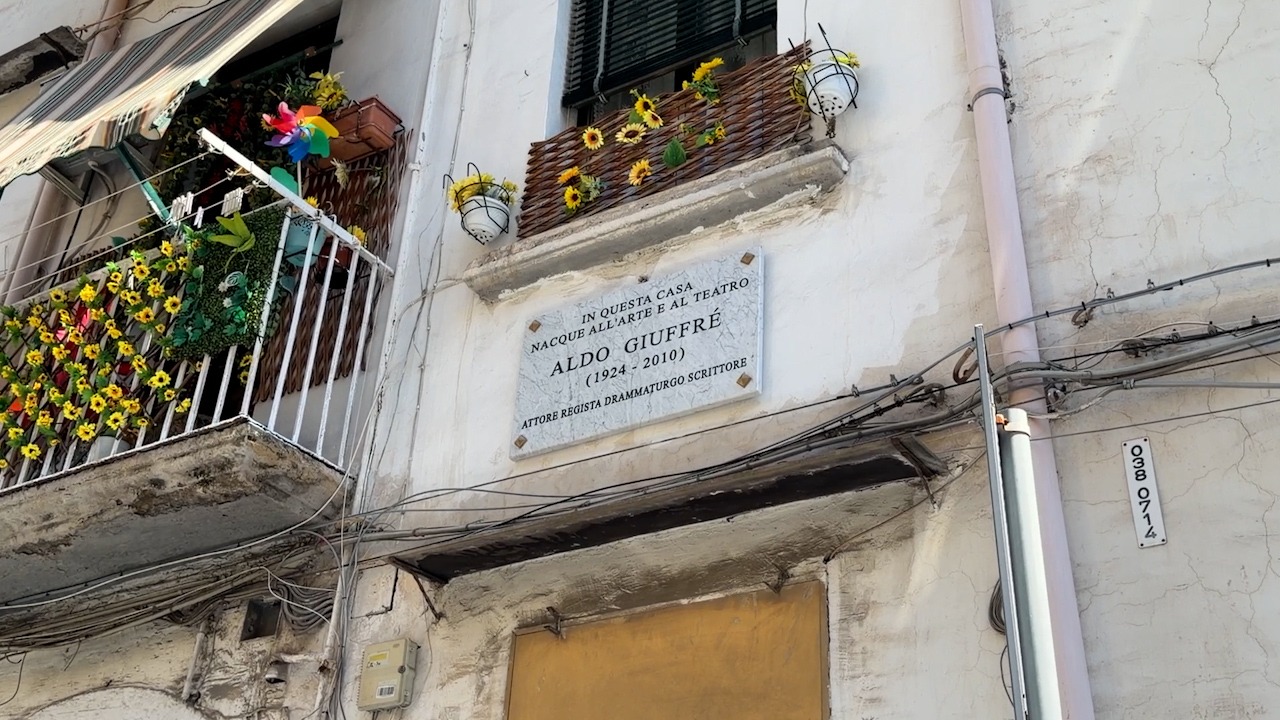 IN QUESTA CASA
NACQUE ALL'ARTE E AL TEATRO
ALDO GIUFFRÉ
(1924 - 2010)
ATTORE REGISTA DRAMMATURGO SCRITTORE
038 0714